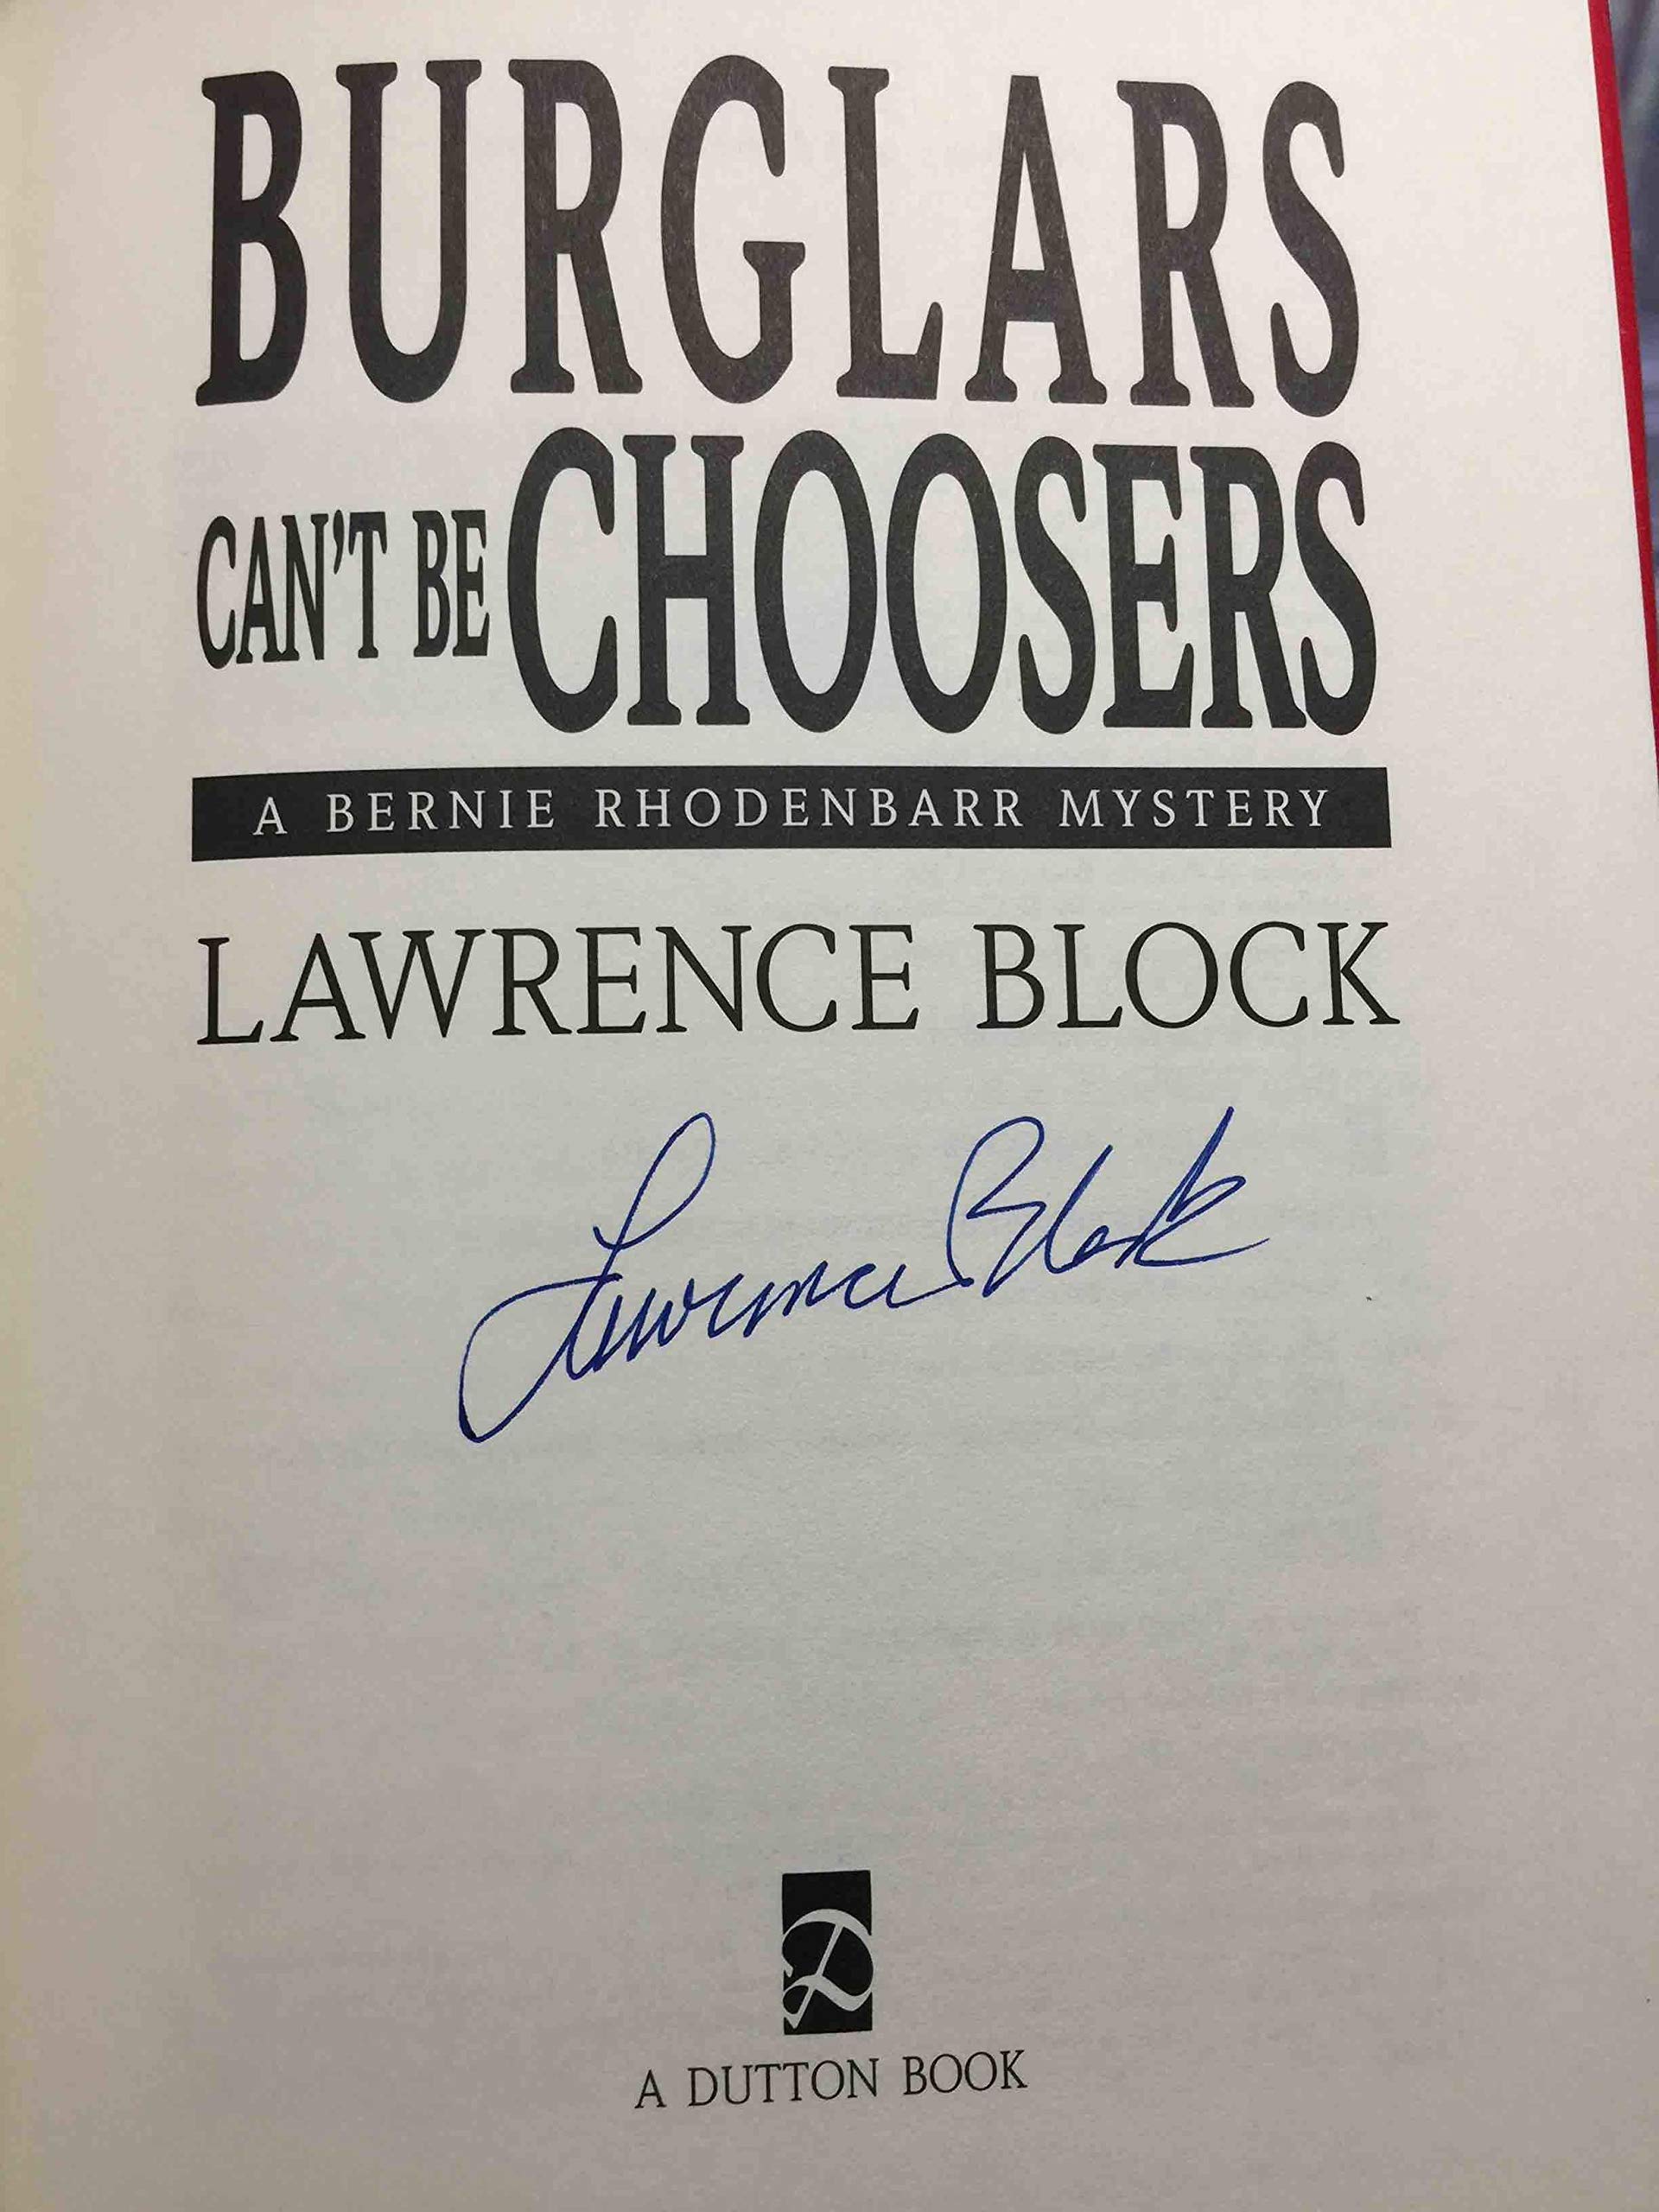 BURGLARS
CAN'T BE CHOOSERS
A BERNIE RHODENBARR MYSTERY
LAWRENCE BLOCK
Lawrence Block
D
A DUTTON BOOK